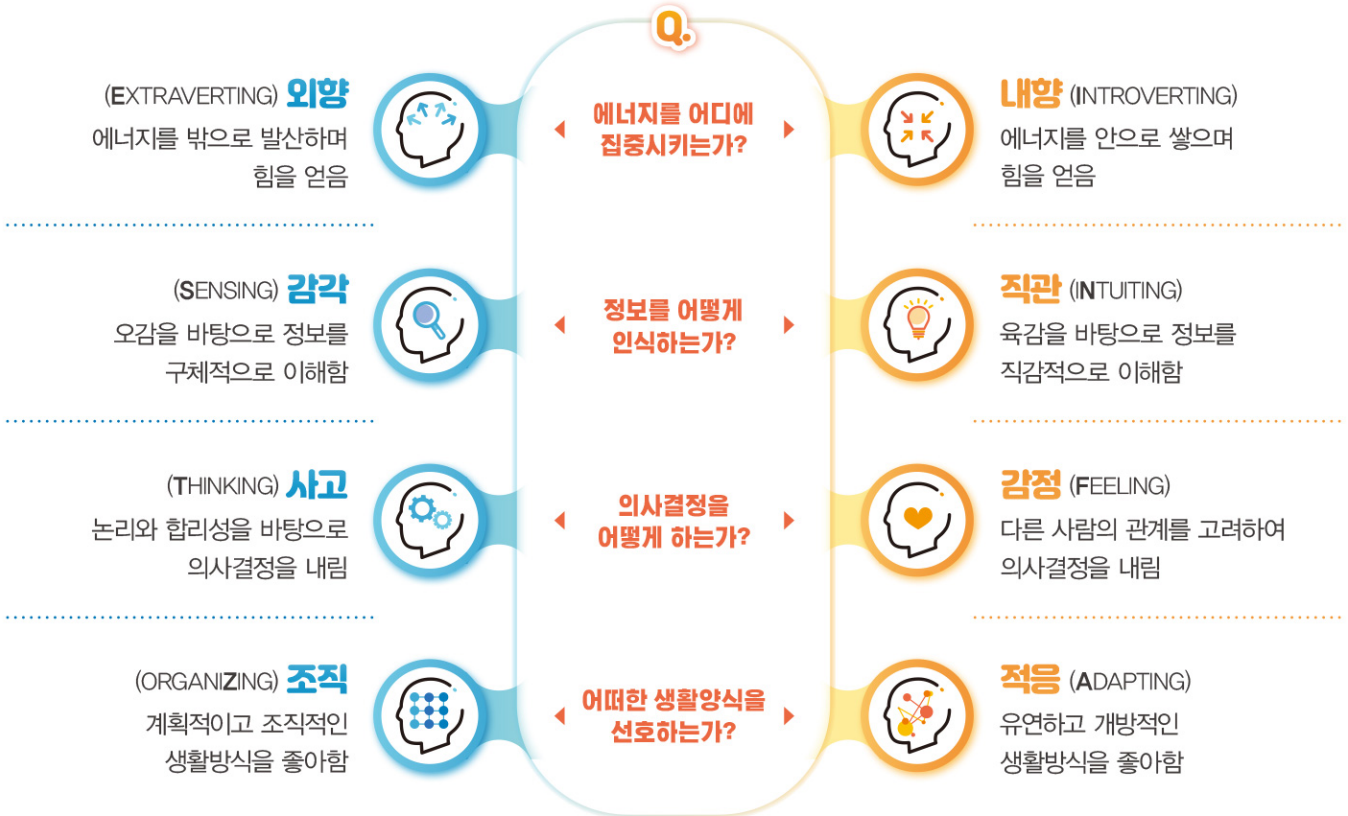 Q.
(EXTRAVERTING) 외향
에너지를 밖으로 발산하며
힘을 얻음
에너지를 어디에
집중시키는가?
내향 (INTROVERTING)
에너지를 안으로 쌓으며
힘을 얻음
(SENSING) 감각
오감을 바탕으로 정보를
구체적으로 이해함
정보를 어떻게
인식하는가?
직관 (INTUITING)
육감을 바탕으로 정보를
직감적으로 이해함
(THINKING) 사고
논리와 합리성을 바탕으로
의사결정을 내림
의사결정을
어떻게 하는가?
감정 (FEELING)
다른 사람의 관계를 고려하여
의사결정을 내림
(ORGANIZING) 조직
계획적이고 조직적인
생활방식을 좋아함
어떠한 생활양식을
선호하는가?
적응 (ADAPTING)
유연하고 개방적인
생활방식을 좋아함